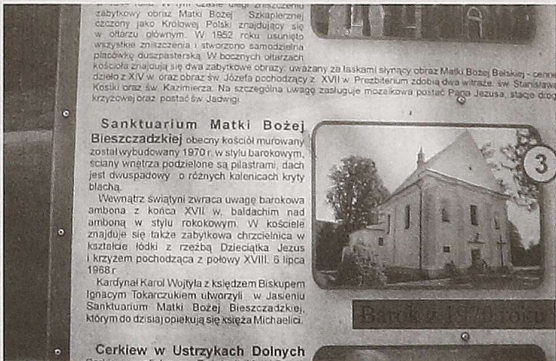 zabytkowy obraz Matki Bożej Szkaplerznej
czczony jako Królowej Polski znajdujący się
w ołtarzu głównym. W 1952 roku usunięto
wszystkie zniszczenia i stworzono samodzielną
placówkę duszpasterską. W bocznych ołtarzach
kościoła znajdują się dwa zabytkowe obrazy: uważany za łaskami słynący obraz Matki Bożej Bełskiej - cenne
dzieło z XIV w. oraz obraz św. Józefa pochodzący z XVII w. Prezbiterium zdobią dwa witraże, św. Stanisława
Kostki oraz św. Kazimierza. Na szczególną uwagę zasługuje mozaikowa postać Pana Jezusa, stacje drogi
krzyżowej oraz postać św. Jadwigi.
Sanktuarium Matki Bożej
Bieszczadzkiej obecny kościół murowany
został wybudowany 1970 r. w stylu barokowym,
ściany wnętrza podzielone są pilastrami, dach
jest dwuspadowy o różnych kalenicach kryty
blachą.
Wewnątrz świątyni zwraca uwagę barokowa
ambona z końca XVII w. baldachim nad
amboną w stylu rokokowym. W kościele
znajduje się także zabytkowa chrzcielnica w
kształcie łódki z rzeźbą Dzieciątka Jezus
i krzyżem pochodząca z połowy XVIII. 6 lipca
1968 r
Kardynał Karol Wojtyła z księdzem Biskupem
Ignacym Tokarczukiem utworzyli w Jasieniu
Sanktuarium Matki Bożej Bieszczadzkiej,
którym do dzisiaj opiekują się księża Michaelici.
3
Barok z 1970 roku
Cerkiew w Ustrzykach Dolnych